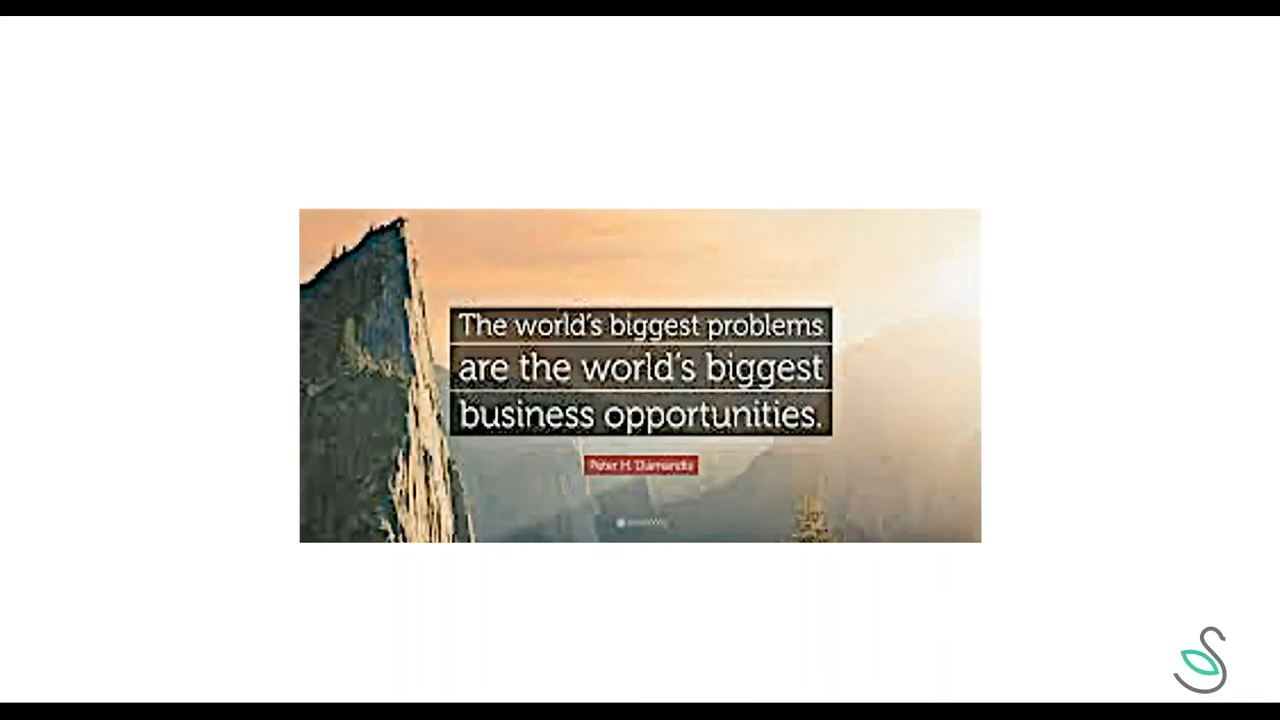 The world's biggest problems
are the world's biggest
business opportunities.
Peter H. Diamandis